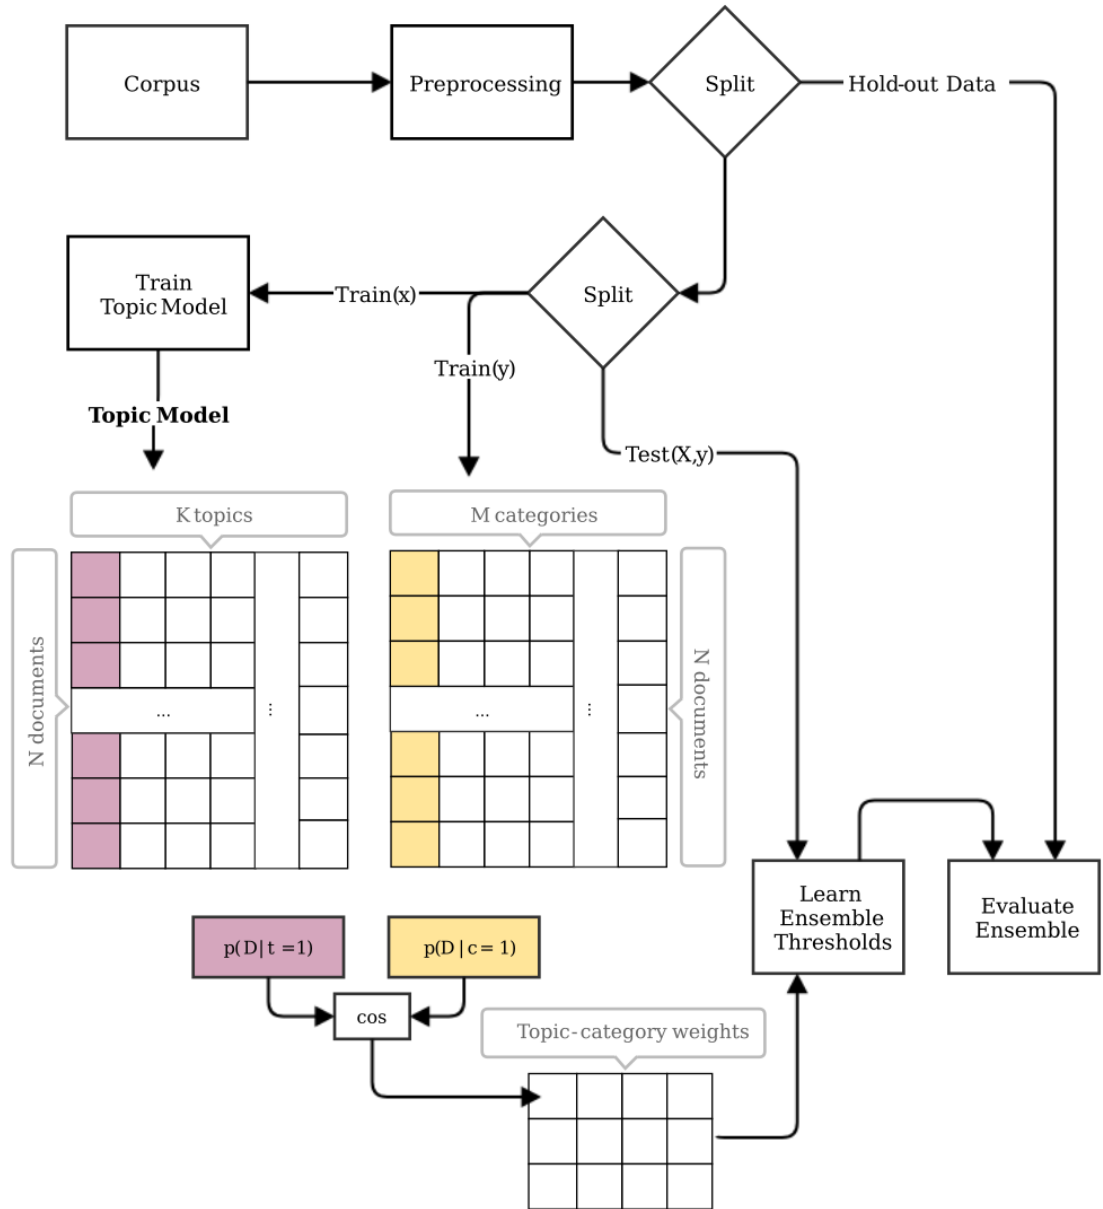 Corpus
Preprocessing
Split
Hold-out Data
Train
Topic Model
Train(x)
Split
Train(y)
Topic Model
Test(X,y)
K topics
M categories
N documents
...
...
...
...
N documents
Learn
Ensemble
Thresholds
Evaluate
Ensemble
p(D|t =1)
p(D|c= 1)
cos
Topic-category weights